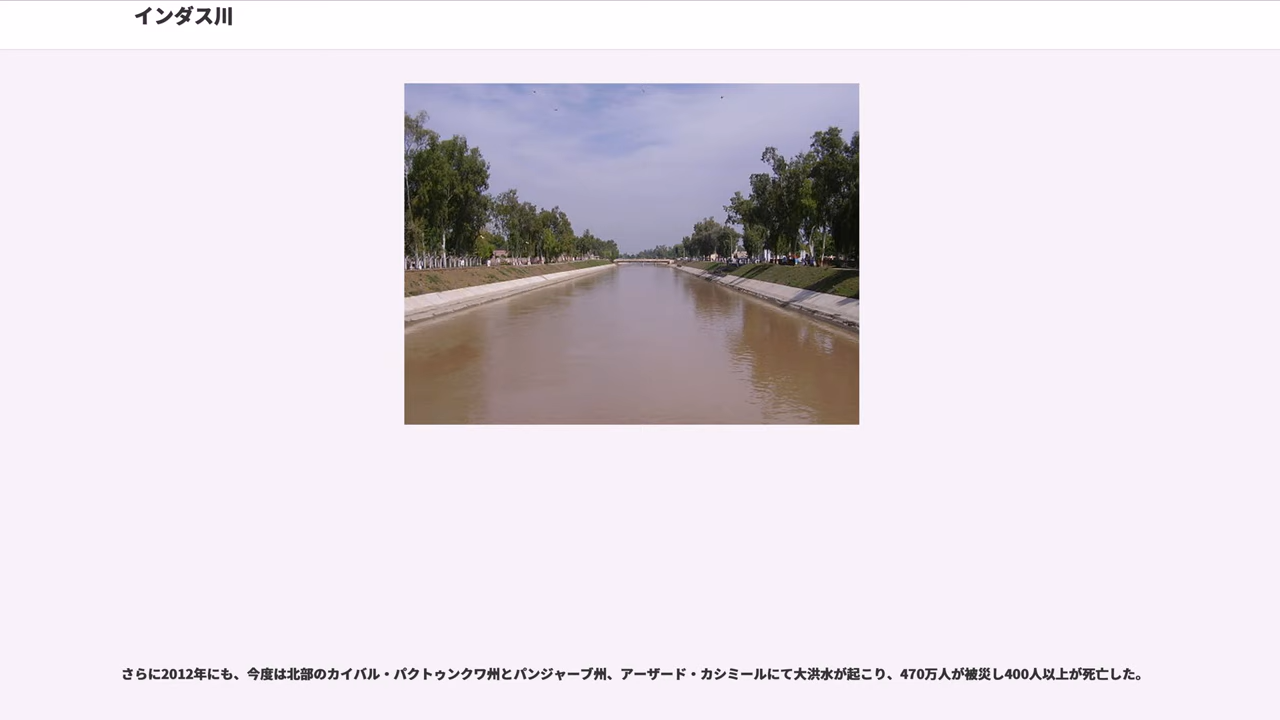 インダス川
さらに2012年にも、今度は北部のカイバル・パクトゥンクワ州とパンジャーブ州、アーザード・カシミールにて大洪水が起こり、470万人が被災し400人以上が死亡した。